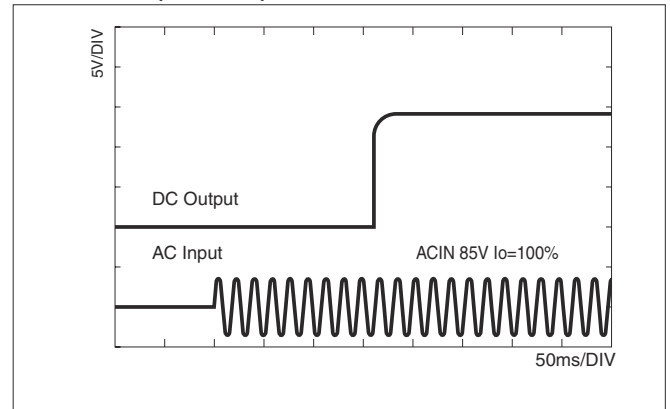 5V/DIV
DC Output
AC Input
ACIN 85V Io=100%
50ms/DIV